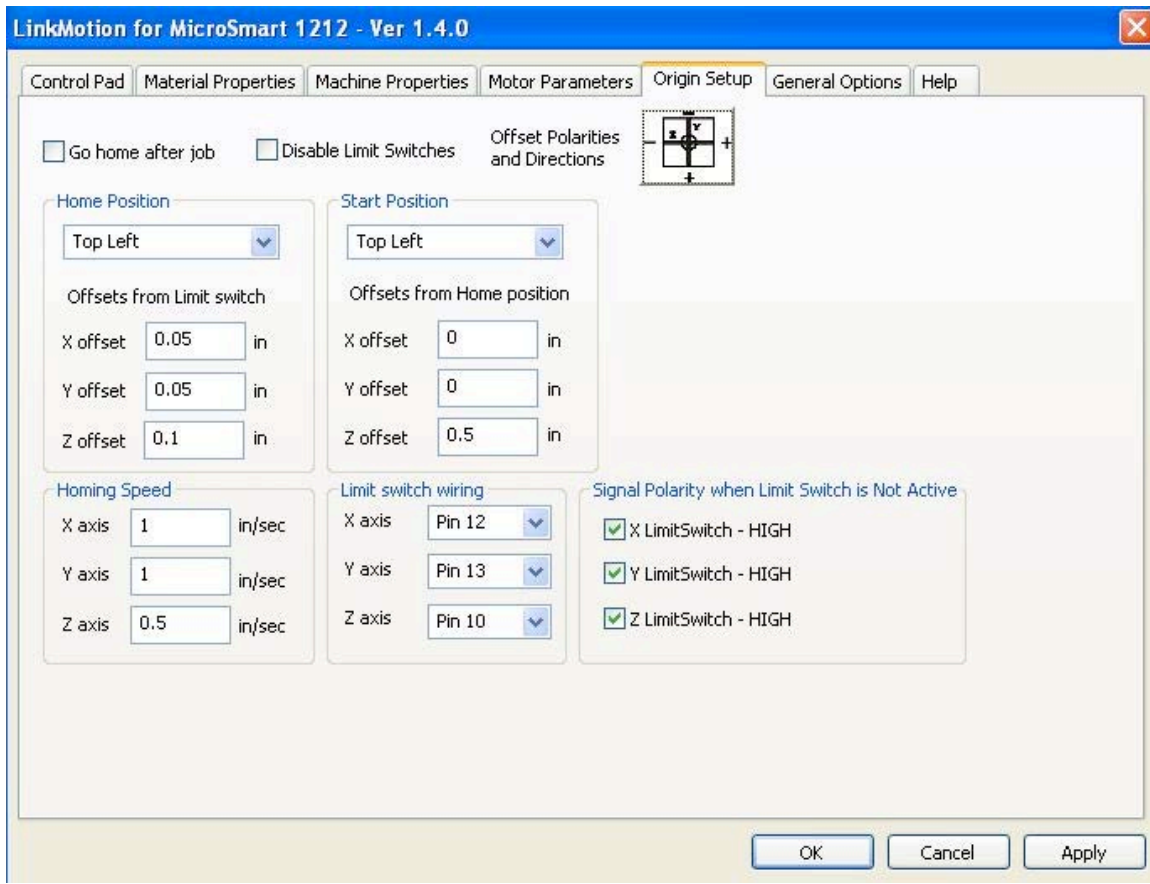 LinkMotion for MicroSmart 1212 - Ver 1.4.0
Control Pad Material Properties Machine Properties Motor Parameters Origin Setup General Options Help
Go home after job Disable Limit Switches Offset Polarities
and Directions
X Y
- +
+
Home Position Start Position
Top Left Top Left
Offsets from Limit switch Offsets from Home position
X offset 0.05 in X offset 0 in
Y offset 0.05 in Y offset 0 in
Z offset 0.1 in Z offset 0.5 in
Homing Speed Limit switch wiring Signal Polarity when Limit Switch is Not Active
X axis 1 in/sec X axis Pin 12 X LimitSwitch - HIGH
Y axis 1 in/sec Y axis Pin 13 Y LimitSwitch - HIGH
Z axis 0.5 in/sec Z axis Pin 10 Z LimitSwitch - HIGH
OK Cancel Apply